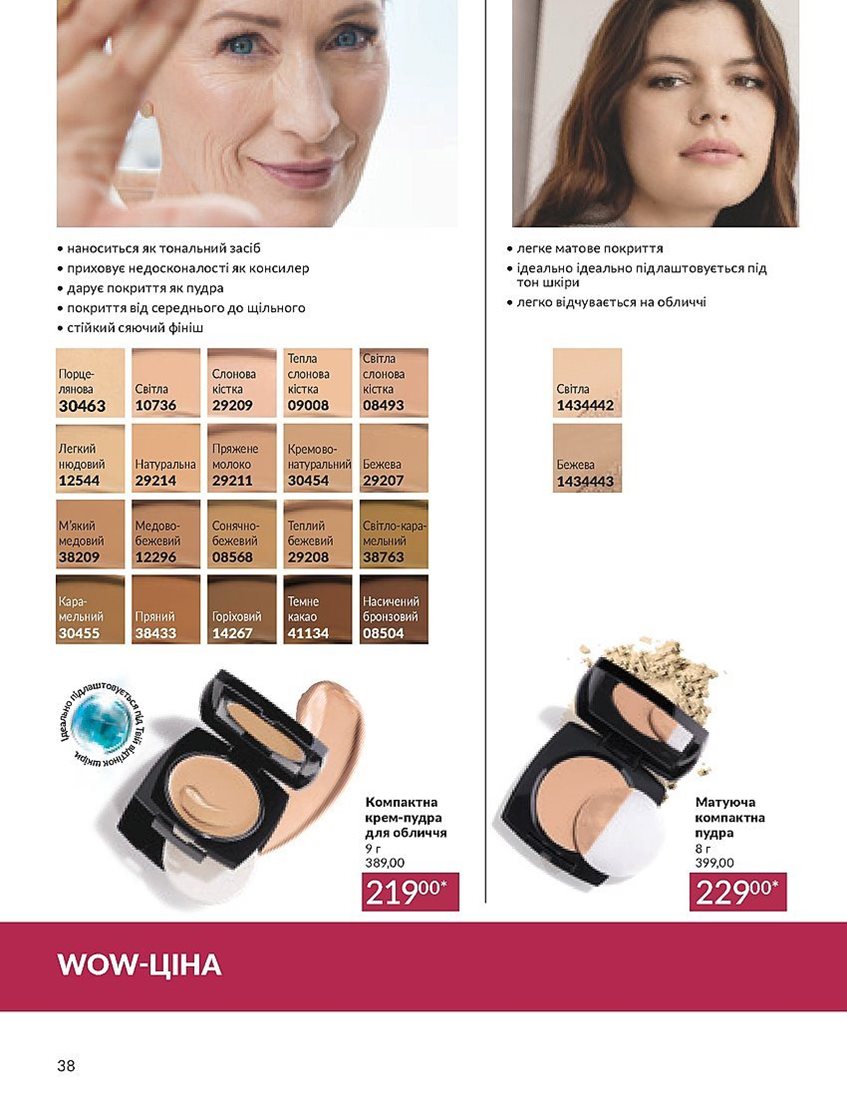 • наноситься як тональний засіб
• приховує недосконалості як консилер
• дарує покриття як пудра
• покриття від середнього до щільного
• стійкий сяючий фініш
Порце-
лянова
30463
Світла
10736
Слонова
кістка
29209
Тепла
слонова
кістка
09008
Світла
слонова
кістка
08493
Легкий
нюдовий
12544
Натуральна
29214
Пряжене
молоко
29211
Кремово-
натуральний
30454
Бежева
29207
М'який
медовий
38209
Медово-
бежевий
12296
Сонячно-
бежевий
08568
Теплий
бежевий
29208
Світло-кара-
мельний
38763
Кара-
мельний
30455
Пряний
38433
Горіховий
14267
Темне
какао
41134
Насичений
бронзовий
08504
Ідеально підлаштовується під Твій відтінок шкіри.
Компактна
крем-пудра
для обличчя
9 г
389,00
21900*
• легке матове покриття
• ідеально ідеально підлаштовується під
тон шкіри
• легко відчувається на обличчі
Світла
1434442
Бежева
1434443
Матуюча
компактна
пудра
8 г
399,00
22900*
WOW-ЦІНА
38